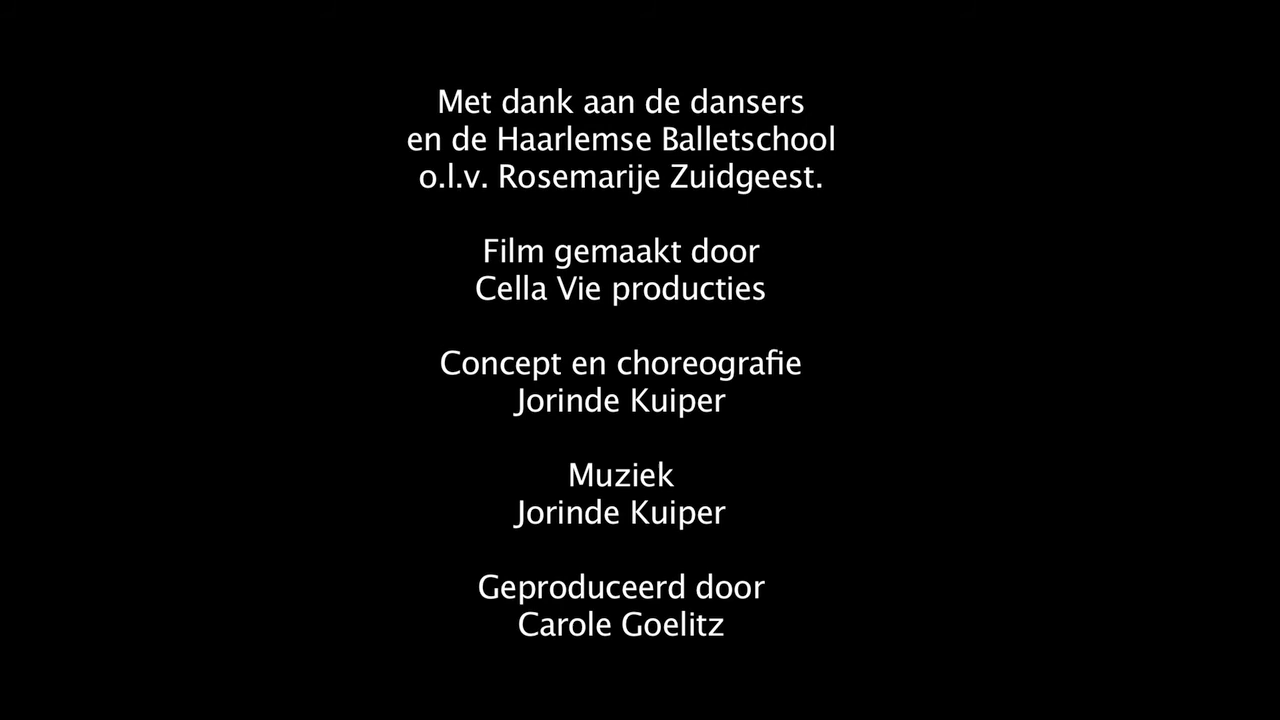 Met dank aan de dansers
en de Haarlemse Balletschool
o.l.v. Rosemarije Zuidgeest.
Film gemaakt door
Cella Vie producties
Concept en choreografie
Jorinde Kuiper
Muziek
Jorinde Kuiper
Geproduceerd door
Carole Goelitz